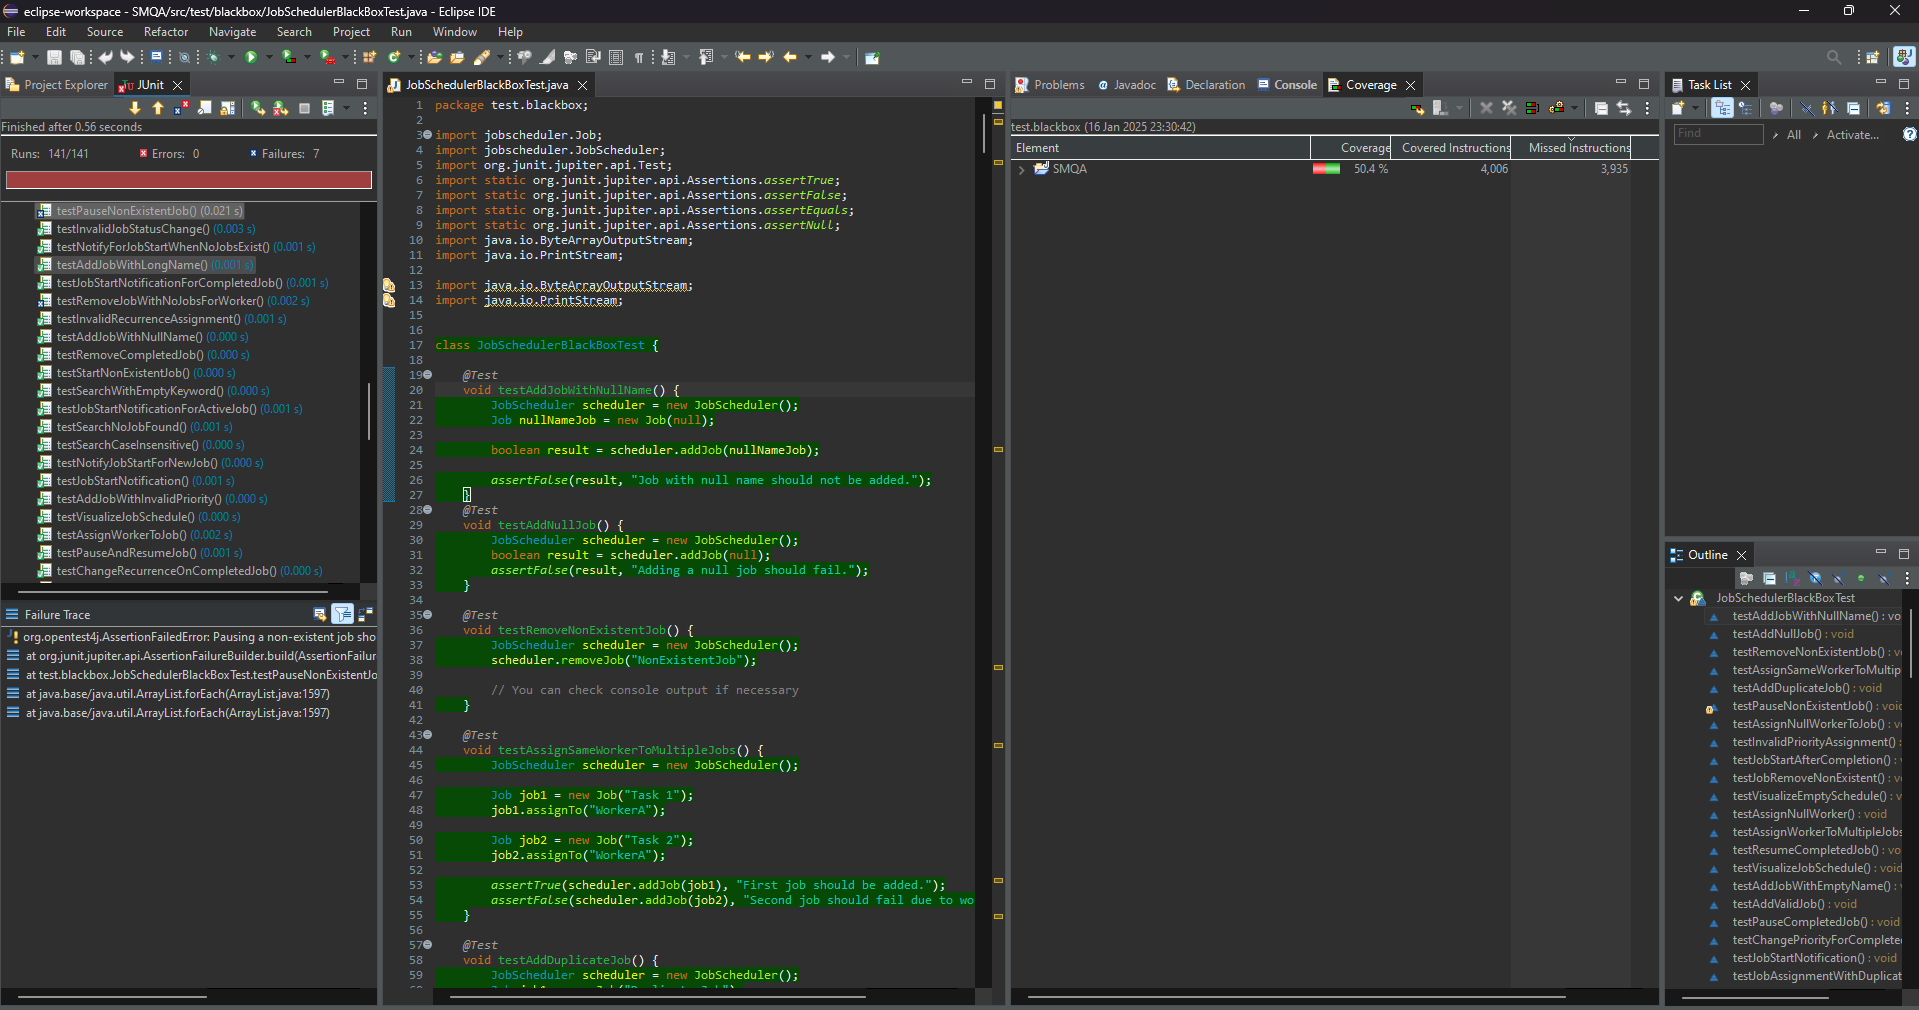 eclipse-workspace - SMQA/src/test/blackbox/JobSchedulerBlackBoxTest.java - Eclipse IDE
File Edit Source Refactor Navigate Search Project Run Window Help
Project Explorer JUnit
Finished after 0.56 seconds
Runs: 141/141 Errors: 0 Failures: 7
testPauseNonExistentJob() (0.021 s)
testInvalidJobStatusChange() (0.003 s)
testNotifyForJobStartWhenNoJobsExist() (0.001 s)
testAddJobWithLongName() (0.001 s)
testJobStartNotificationForCompletedJob() (0.001 s)
testRemoveJobWithNoJobsForWorker() (0.002 s)
testInvalidRecurrenceAssignment() (0.001 s)
testAddJobWithNullName() (0.000 s)
testRemoveCompletedJob() (0.000 s)
testStartNonExistentJob() (0.000 s)
testSearchWithEmptyKeyword() (0.000 s)
testJobStartNotificationForActiveJob() (0.001 s)
testSearchNoJobFound() (0.001 s)
testSearchCaseInsensitive() (0.000 s)
testNotifyJobStartForNewJob() (0.000 s)
testJobStartNotification() (0.001 s)
testAddJobWithInvalidPriority() (0.000 s)
testVisualizeJobSchedule() (0.000 s)
testAssignWorkerToJob() (0.002 s)
testPauseAndResumeJob() (0.001 s)
testChangeRecurrenceOnCompletedJob() (0.000 s)
Failure Trace
org.opentest4j.AssertionFailedError: Pausing a non-existent job sho
at org.junit.jupiter.api.AssertionFailureBuilder.build(AssertionFailur
at test.blackbox.JobSchedulerBlackBoxTest.testPauseNonExistentJo
at java.base/java.util.ArrayList.forEach(ArrayList.java:1597)
at java.base/java.util.ArrayList.forEach(ArrayList.java:1597)
JobSchedulerBlackBoxTest.java
1 package test.blackbox;
2
3 import jobscheduler.Job;
4 import jobscheduler.JobScheduler;
5 import org.junit.jupiter.api.Test;
6 import static org.junit.jupiter.api.Assertions.assertTrue;
7 import static org.junit.jupiter.api.Assertions.assertFalse;
8 import static org.junit.jupiter.api.Assertions.assertEquals;
9 import static org.junit.jupiter.api.Assertions.assertNull;
10 import java.io.ByteArrayOutputStream;
11 import java.io.PrintStream;
12
13 import java.io.ByteArrayOutputStream;
14 import java.io.PrintStream;
15
16
17 class JobSchedulerBlackBoxTest {
18
19 @Test
20 void testAddJobWithNullName() {
21 JobScheduler scheduler = new JobScheduler();
22 Job nullNameJob = new Job(null);
23
24 boolean result = scheduler.addJob(nullNameJob);
25
26 assertFalse(result, "Job with null name should not be added.");
27 }
28 @Test
29 void testAddNullJob() {
30 JobScheduler scheduler = new JobScheduler();
31 boolean result = scheduler.addJob(null);
32 assertFalse(result, "Adding a null job should fail.");
33 }
34
35 @Test
36 void testRemoveNonExistentJob() {
37 JobScheduler scheduler = new JobScheduler();
38 scheduler.removeJob("NonExistentJob");
39
40 // You can check console output if necessary
41 }
42
43 @Test
44 void testAssignSameWorkerToMultipleJobs() {
45 JobScheduler scheduler = new JobScheduler();
46
47 Job job1 = new Job("Task 1");
48 job1.assignTo("WorkerA");
49
50 Job job2 = new Job("Task 2");
51 job2.assignTo("WorkerA");
52
53 assertTrue(scheduler.addJob(job1), "First job should be added.");
54 assertFalse(scheduler.addJob(job2), "Second job should fail due to wo
55 }
56
57 @Test
58 void testAddDuplicateJob() {
59 JobScheduler scheduler = new JobScheduler();
Problems Javadoc Declaration Console Coverage
test.blackbox (16 Jan 2025 23:30:42)
Element Coverage Covered Instructions Missed Instructions
SMQA 50.4 % 4,006 3,935
Task List
Find All Activate...
Outline
JobSchedulerBlackBoxTest
testAddJobWithNullName() : vo
testAddNullJob() : void
testRemoveNonExistentJob() : v
testAssignSameWorkerToMultip
testAddDuplicateJob() : void
testPauseNonExistentJob() : voi
testAssignNullWorkerToJob() : v
testInvalidPriorityAssignment() :
testJobStartAfterCompletion() :
testJobRemoveNonExistent() : v
testVisualizeEmptySchedule() : v
testAssignNullWorker() : void
testAssignWorkerToMultipleJobs
testResumeCompletedJob() : vo
testVisualizeJobSchedule() : void
testAddJobWithEmptyName() :
testAddValidJob() : void
testPauseCompletedJob() : void
testChangePriorityForComplete
testJobStartNotification() : void
testJobAssignmentWithDuplicat